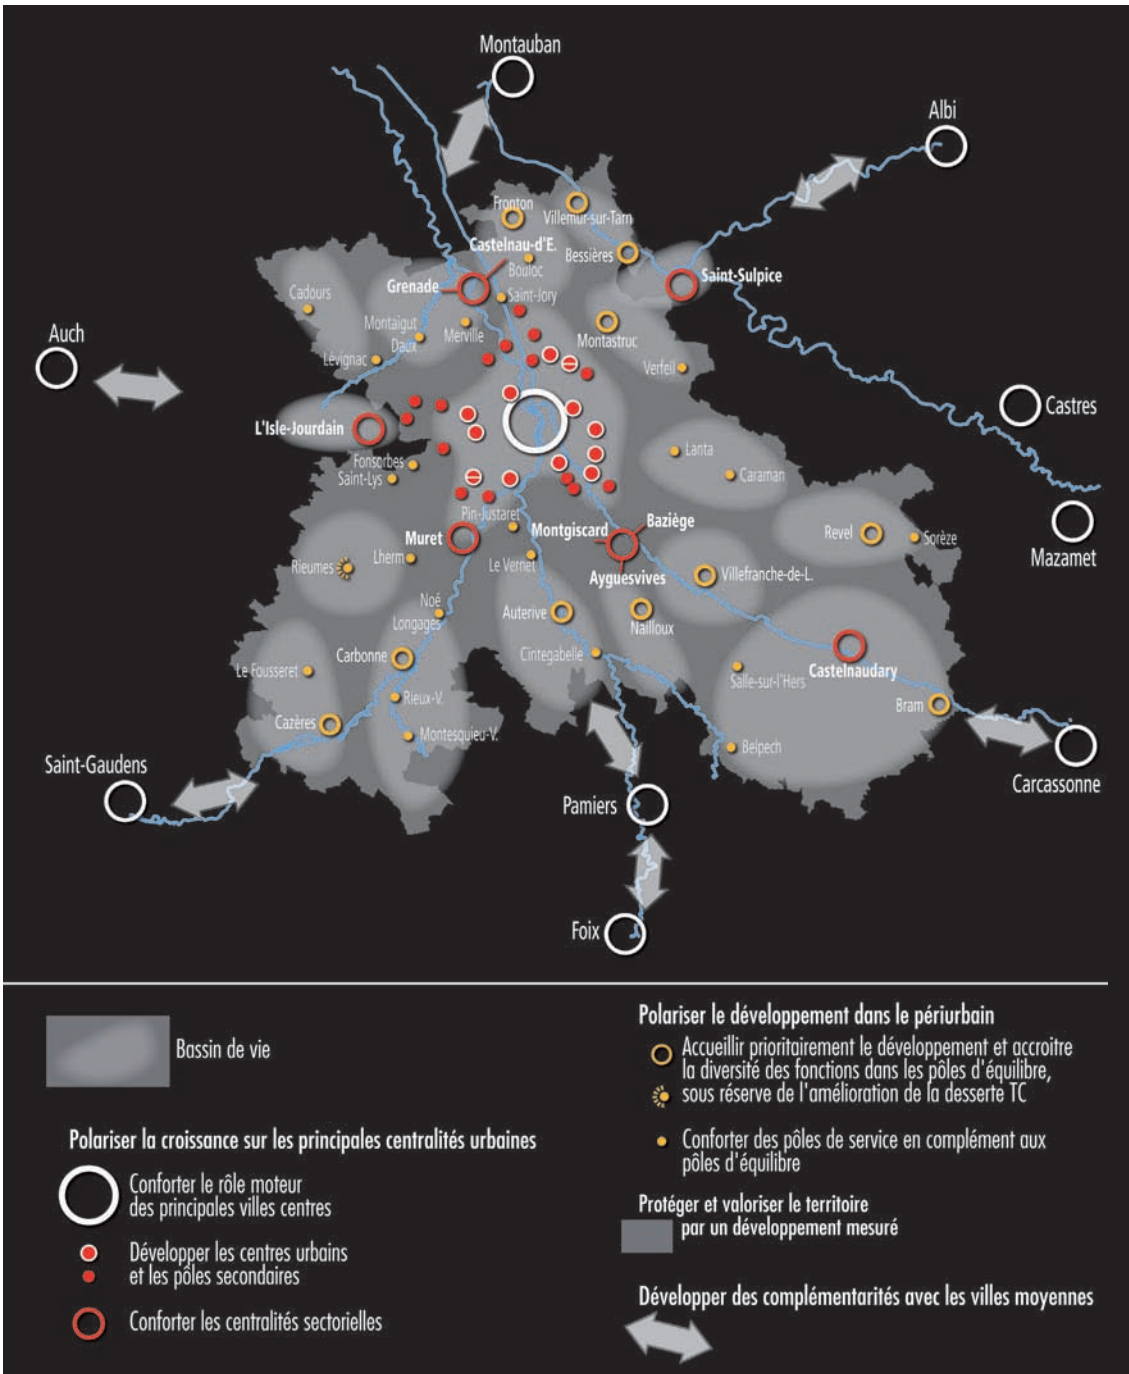 Montauban
Albi
Fronton
Villemur-sur-Tarn
Castelnau-d'E.
Bessières
Bouloc
Saint-Sulpice
Grenade
Saint-Jory
Cadours
Montaigut
Daux
Merville
Montastruc
Auch
Lévignac
Verfeil
Castres
L'Isle-Jourdain
Fonsorbes
Saint-Lys
Lanta
Caraman
Pin-Justaret
Montgiscard
Baziège
Revel
Sorèze
Mazamet
Muret
Rieumes
Lherm
Le Vernet
Ayguesvives
Villefranche-de-L.
Noé
Longages
Auterive
Nailloux
Carbonne
Cintegabelle
Le Fousseret
Salle-sur-l'Hers
Castelnaudary
Rieux-V.
Bram
Cazères
Montesquieu-V.
Belpech
Saint-Gaudens
Carcassonne
Pamiers
Foix
Bassin de vie
Polariser la croissance sur les principales centralités urbaines
Conforter le rôle moteur
des principales villes centres
Développer les centres urbains
et les pôles secondaires
Conforter les centralités sectorielles
Polariser le développement dans le périurbain
Accueillir prioritairement le développement et accroitre
la diversité des fonctions dans les pôles d'équilibre,
sous réserve de l'amélioration de la desserte TC
Conforter des pôles de service en complément aux
pôles d'équilibre
Protéger et valoriser le territoire
par un développement mesuré
Développer des complémentarités avec les villes moyennes